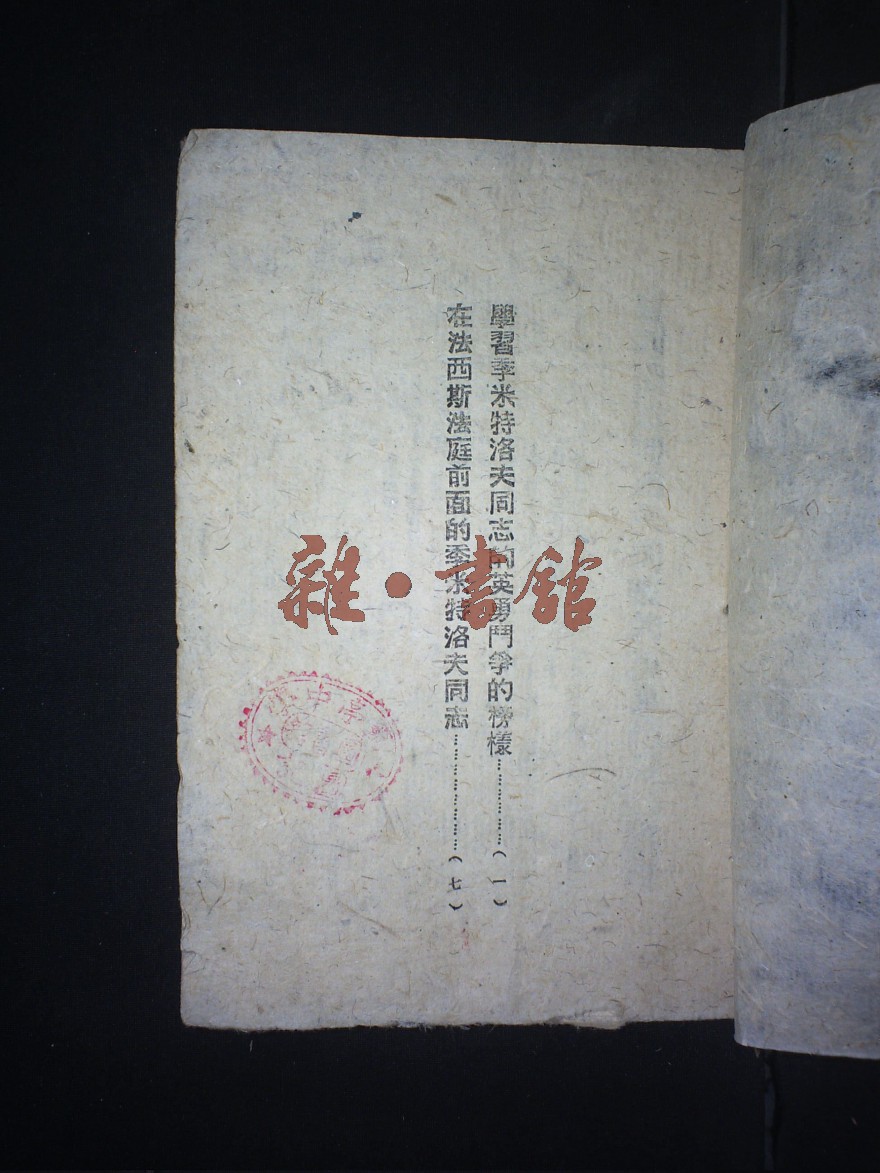 學習季米特洛夫同志的英勇鬥爭的榜樣……………(一)
在法西斯法庭前面的季米特洛夫同志……………(七)
雜·書館